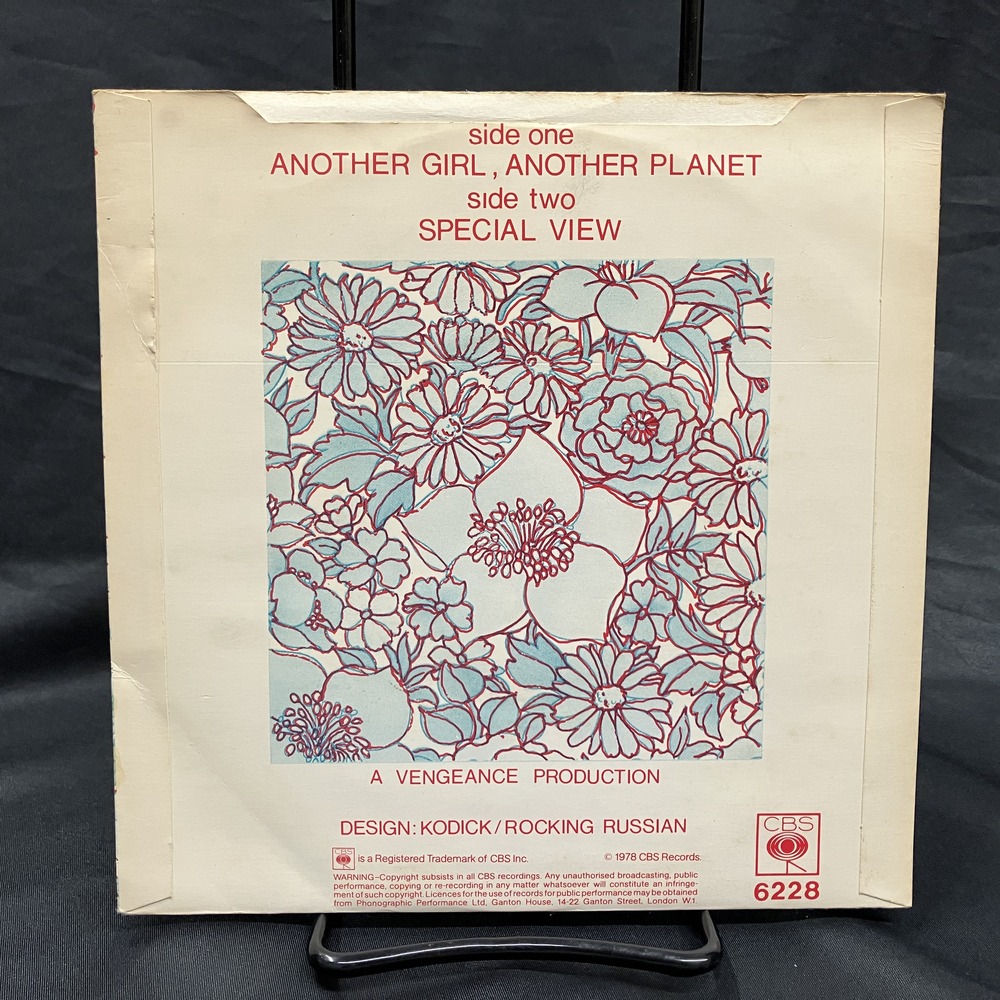 side one
ANOTHER GIRL, ANOTHER PLANET
side two
SPECIAL VIEW
A VENGEANCE PRODUCTION
DESIGN: KODICK/ROCKING RUSSIAN
CBS
CBS is a Registered Trademark of CBS Inc. © 1978 CBS Records.
WARNING–Copyright subsists in all CBS recordings. Any unauthorised broadcasting, public
performance, copying or re-recording in any matter whatsoever will constitute an infringe-
ment of such copyright. Licences for the use of records for public performance may be obtained
from Phonographic Performance Ltd, Ganton House, 14-22 Ganton Street, London W1.
6228